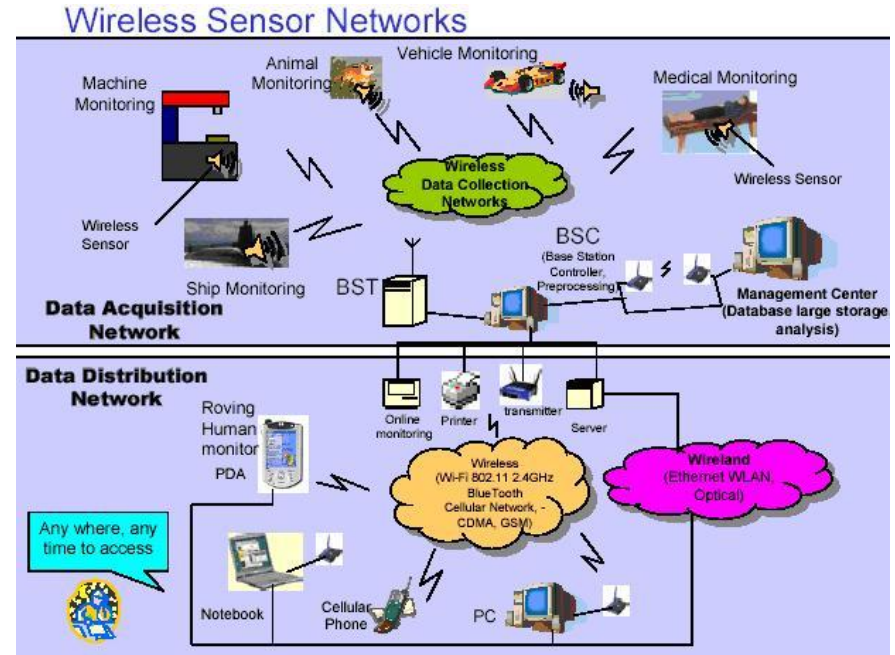 Wireless Sensor Networks
Machine
Monitoring
Animal
Monitoring
Vehicle Monitoring
Medical Monitoring
Wireless
Data Collection
Networks
Wireless Sensor
Wireless
Sensor
Ship Monitoring
BST
BSC
(Base Station
Controller,
Preprocessing)
Management Center
(Database large storage,
analysis)
Data Acquisition
Network
Data Distribution
Network
Online
monitoring
Printer
transmitter
Server
Roving
Human
monitor
PDA
Wireless
(Wi-Fi 802.11 2.4GHz
BlueTooth
Cellular Network, -
CDMA, GSM)
Wireland
(Ethernet WLAN,
Optical)
Any where, any
time to access
Notebook
Cellular
Phone
PC